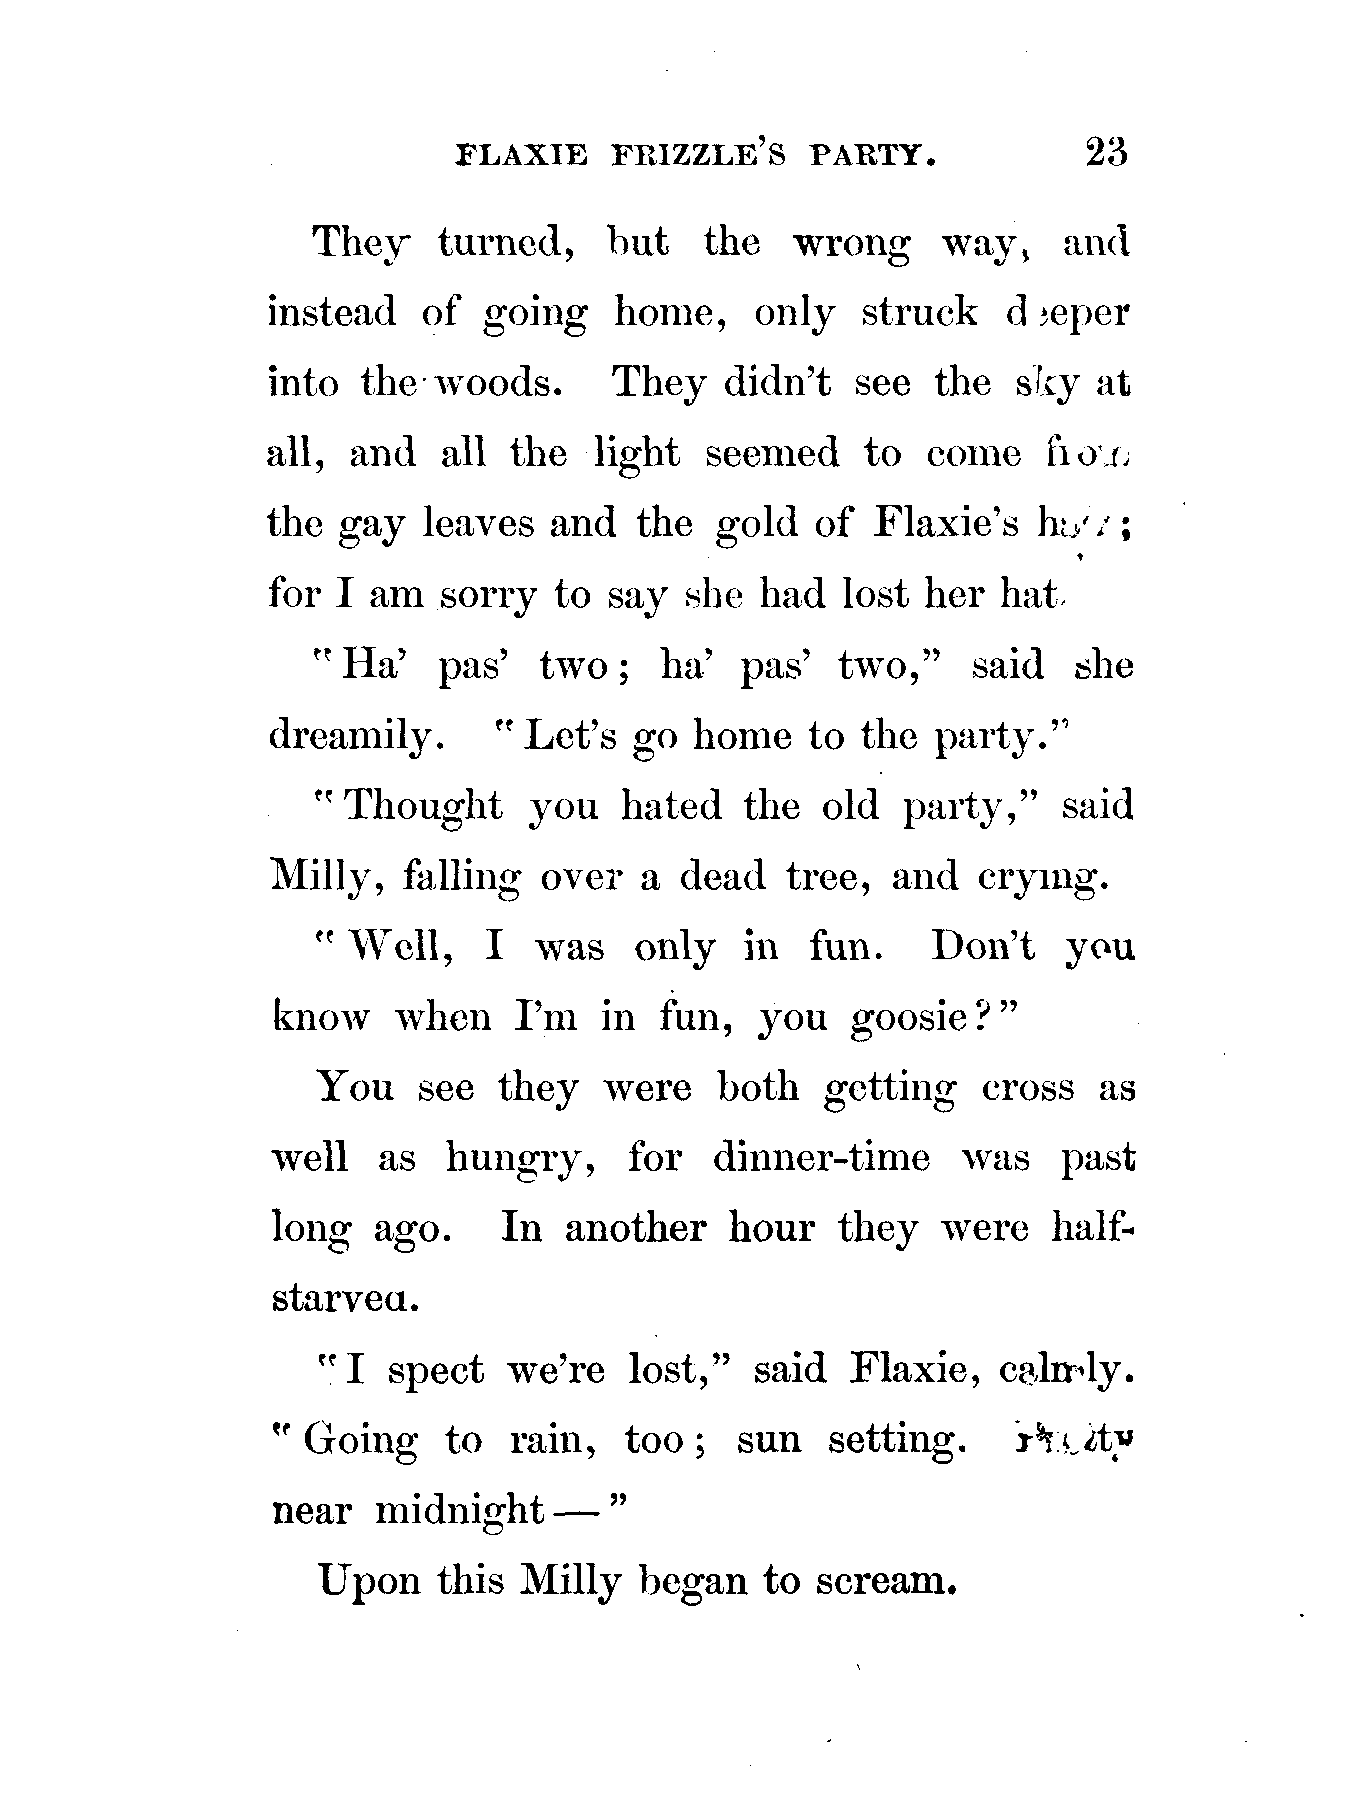 FLAXIE FRIZZLE'S PARTY. 23
They turned, but the wrong way, and
instead of going home, only struck deeper
into the woods. They didn't see the sky at
all, and all the light seemed to come from
the gay leaves and the gold of Flaxie's hair;
for I am sorry to say she had lost her hat.
"Ha' pas' two; ha' pas' two," said she
dreamily. "Let's go home to the party."
"Thought you hated the old party," said
Milly, falling over a dead tree, and crying.
"Well, I was only in fun. Don't you
know when I'm in fun, you goosie?"
You see they were both getting cross as
well as hungry, for dinner-time was past
long ago. In another hour they were half-
starved.
"I spect we're lost," said Flaxie, calmly.
"Going to rain, too; sun setting.
near midnight—"
Upon this Milly began to scream.